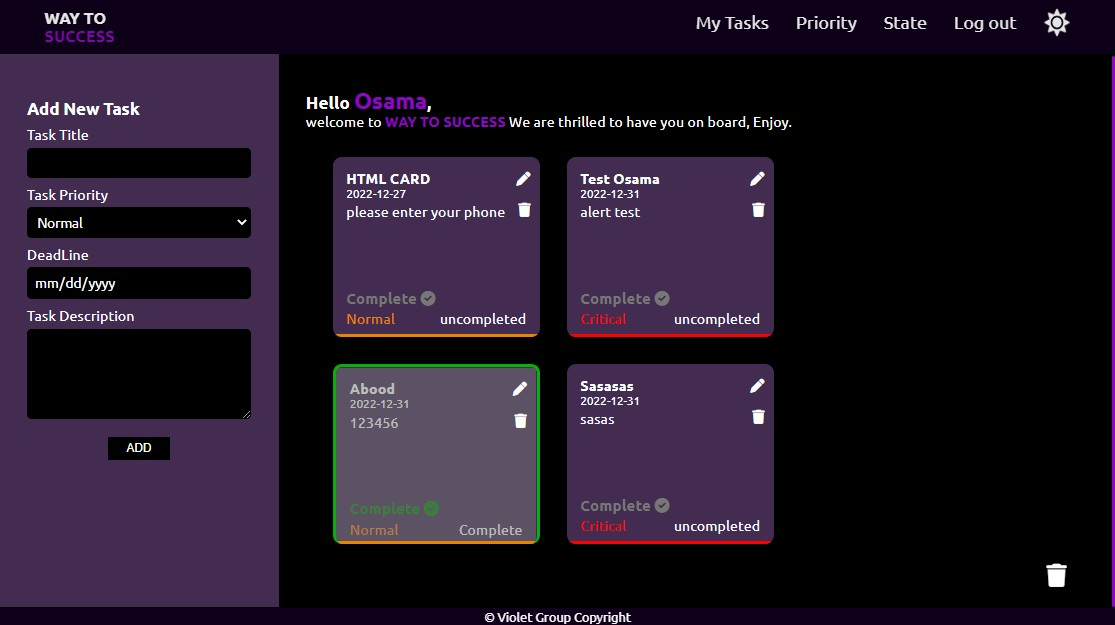 WAY TO
SUCCESS
My Tasks Priority State Log out
Add New Task
Task Title
Task Priority
Normal
DeadLine
mm/dd/yyyy
Task Description
ADD
Hello Osama,
welcome to WAY TO SUCCESS We are thrilled to have you on board, Enjoy.
HTML CARD
2022-12-27
please enter your phone
Complete
Normal uncompleted
Test Osama
2022-12-31
alert test
Complete
Critical uncompleted
Abood
2022-12-31
123456
Complete
Normal Complete
Sasasas
2022-12-31
sasas
Complete
Critical uncompleted
© Violet Group Copyright